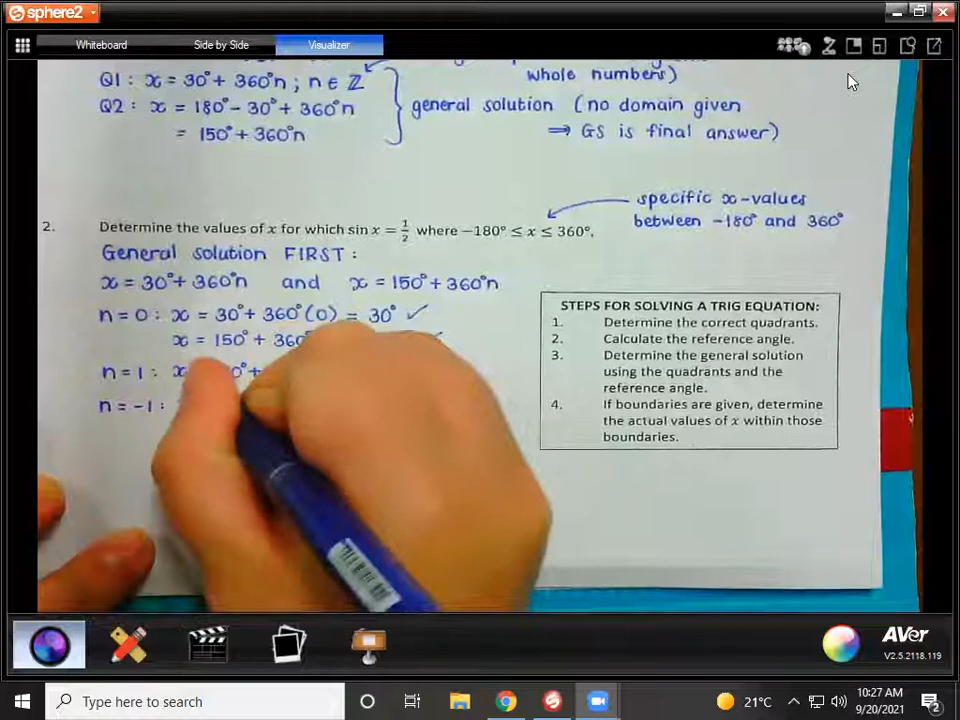 sphere2
Whiteboard
Side by Side
Visualizer
Q1: x = 30° + 360°n ; n ∈ ℤ
whole numbers)
Q2: x = 180° - 30° + 360°n
= 150° + 360°n
general solution (no domain given
⇒ GS is final answer)
specific x-values
between -180° and 360°
2. Determine the values of x for which sin x = 1/2 where −180° ≤ x ≤ 360°.
General solution FIRST:
x = 30° + 360°n and x = 150° + 360°n
n = 0: x = 30° + 360°(0) = 30° ✓
x = 150° + 360
n = 1: x
n = -1:
STEPS FOR SOLVING A TRIG EQUATION:
1. Determine the correct quadrants.
2. Calculate the reference angle.
3. Determine the general solution
using the quadrants and the
reference angle.
4. If boundaries are given, determine
the actual values of x within those
boundaries.
AVer
V2.5.2118.119
Type here to search
21°C
10:27 AM
9/20/2021
2